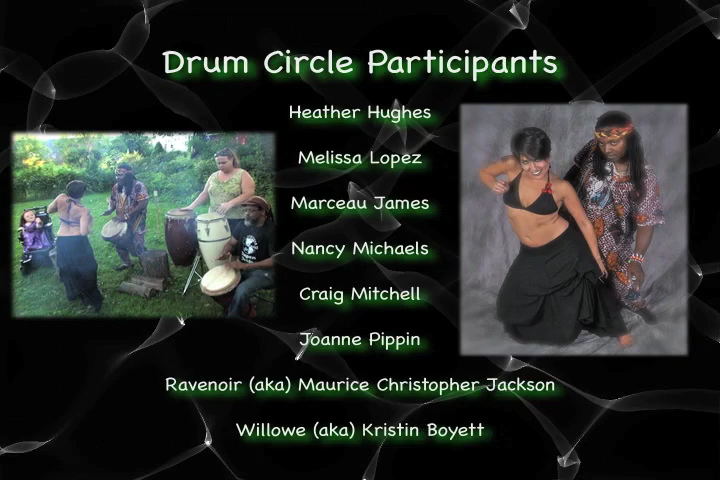 Drum Circle Participants
Heather Hughes
Melissa Lopez
Marceau James
Nancy Michaels
Craig Mitchell
Joanne Pippin
Ravenoir (aka) Maurice Christopher Jackson
Willowe (aka) Kristin Boyett